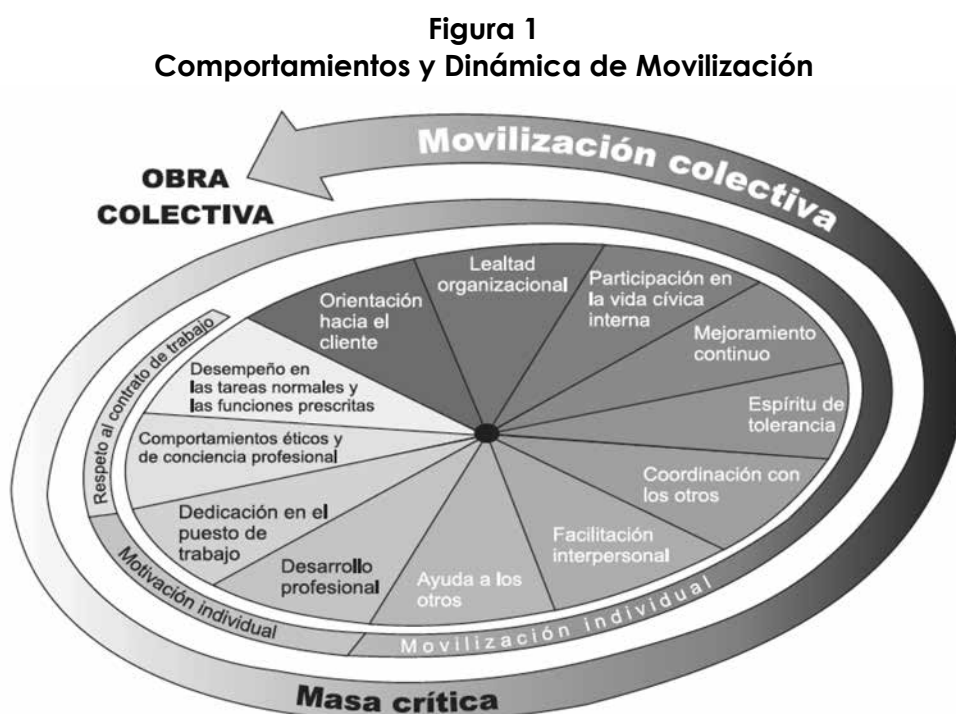 Figura 1
Comportamientos y Dinámica de Movilización
Movilización colectiva
OBRA
COLECTIVA
Lealtad
organizacional
Participación en
la vida cívica
interna
Orientación
hacia el
cliente
Mejoramiento
continuo
Respeto al contrato de trabajo
Desempeño en
las tareas normales y
las funciones prescritas
Espíritu de
tolerancia
Comportamientos éticos y
de conciencia profesional
Coordinación con
los otros
Dedicación en el
puesto de
trabajo
Facilitación
interpersonal
Desarrollo
profesional
Ayuda a los
otros
Motivación individual
Movilización individual
Masa crítica